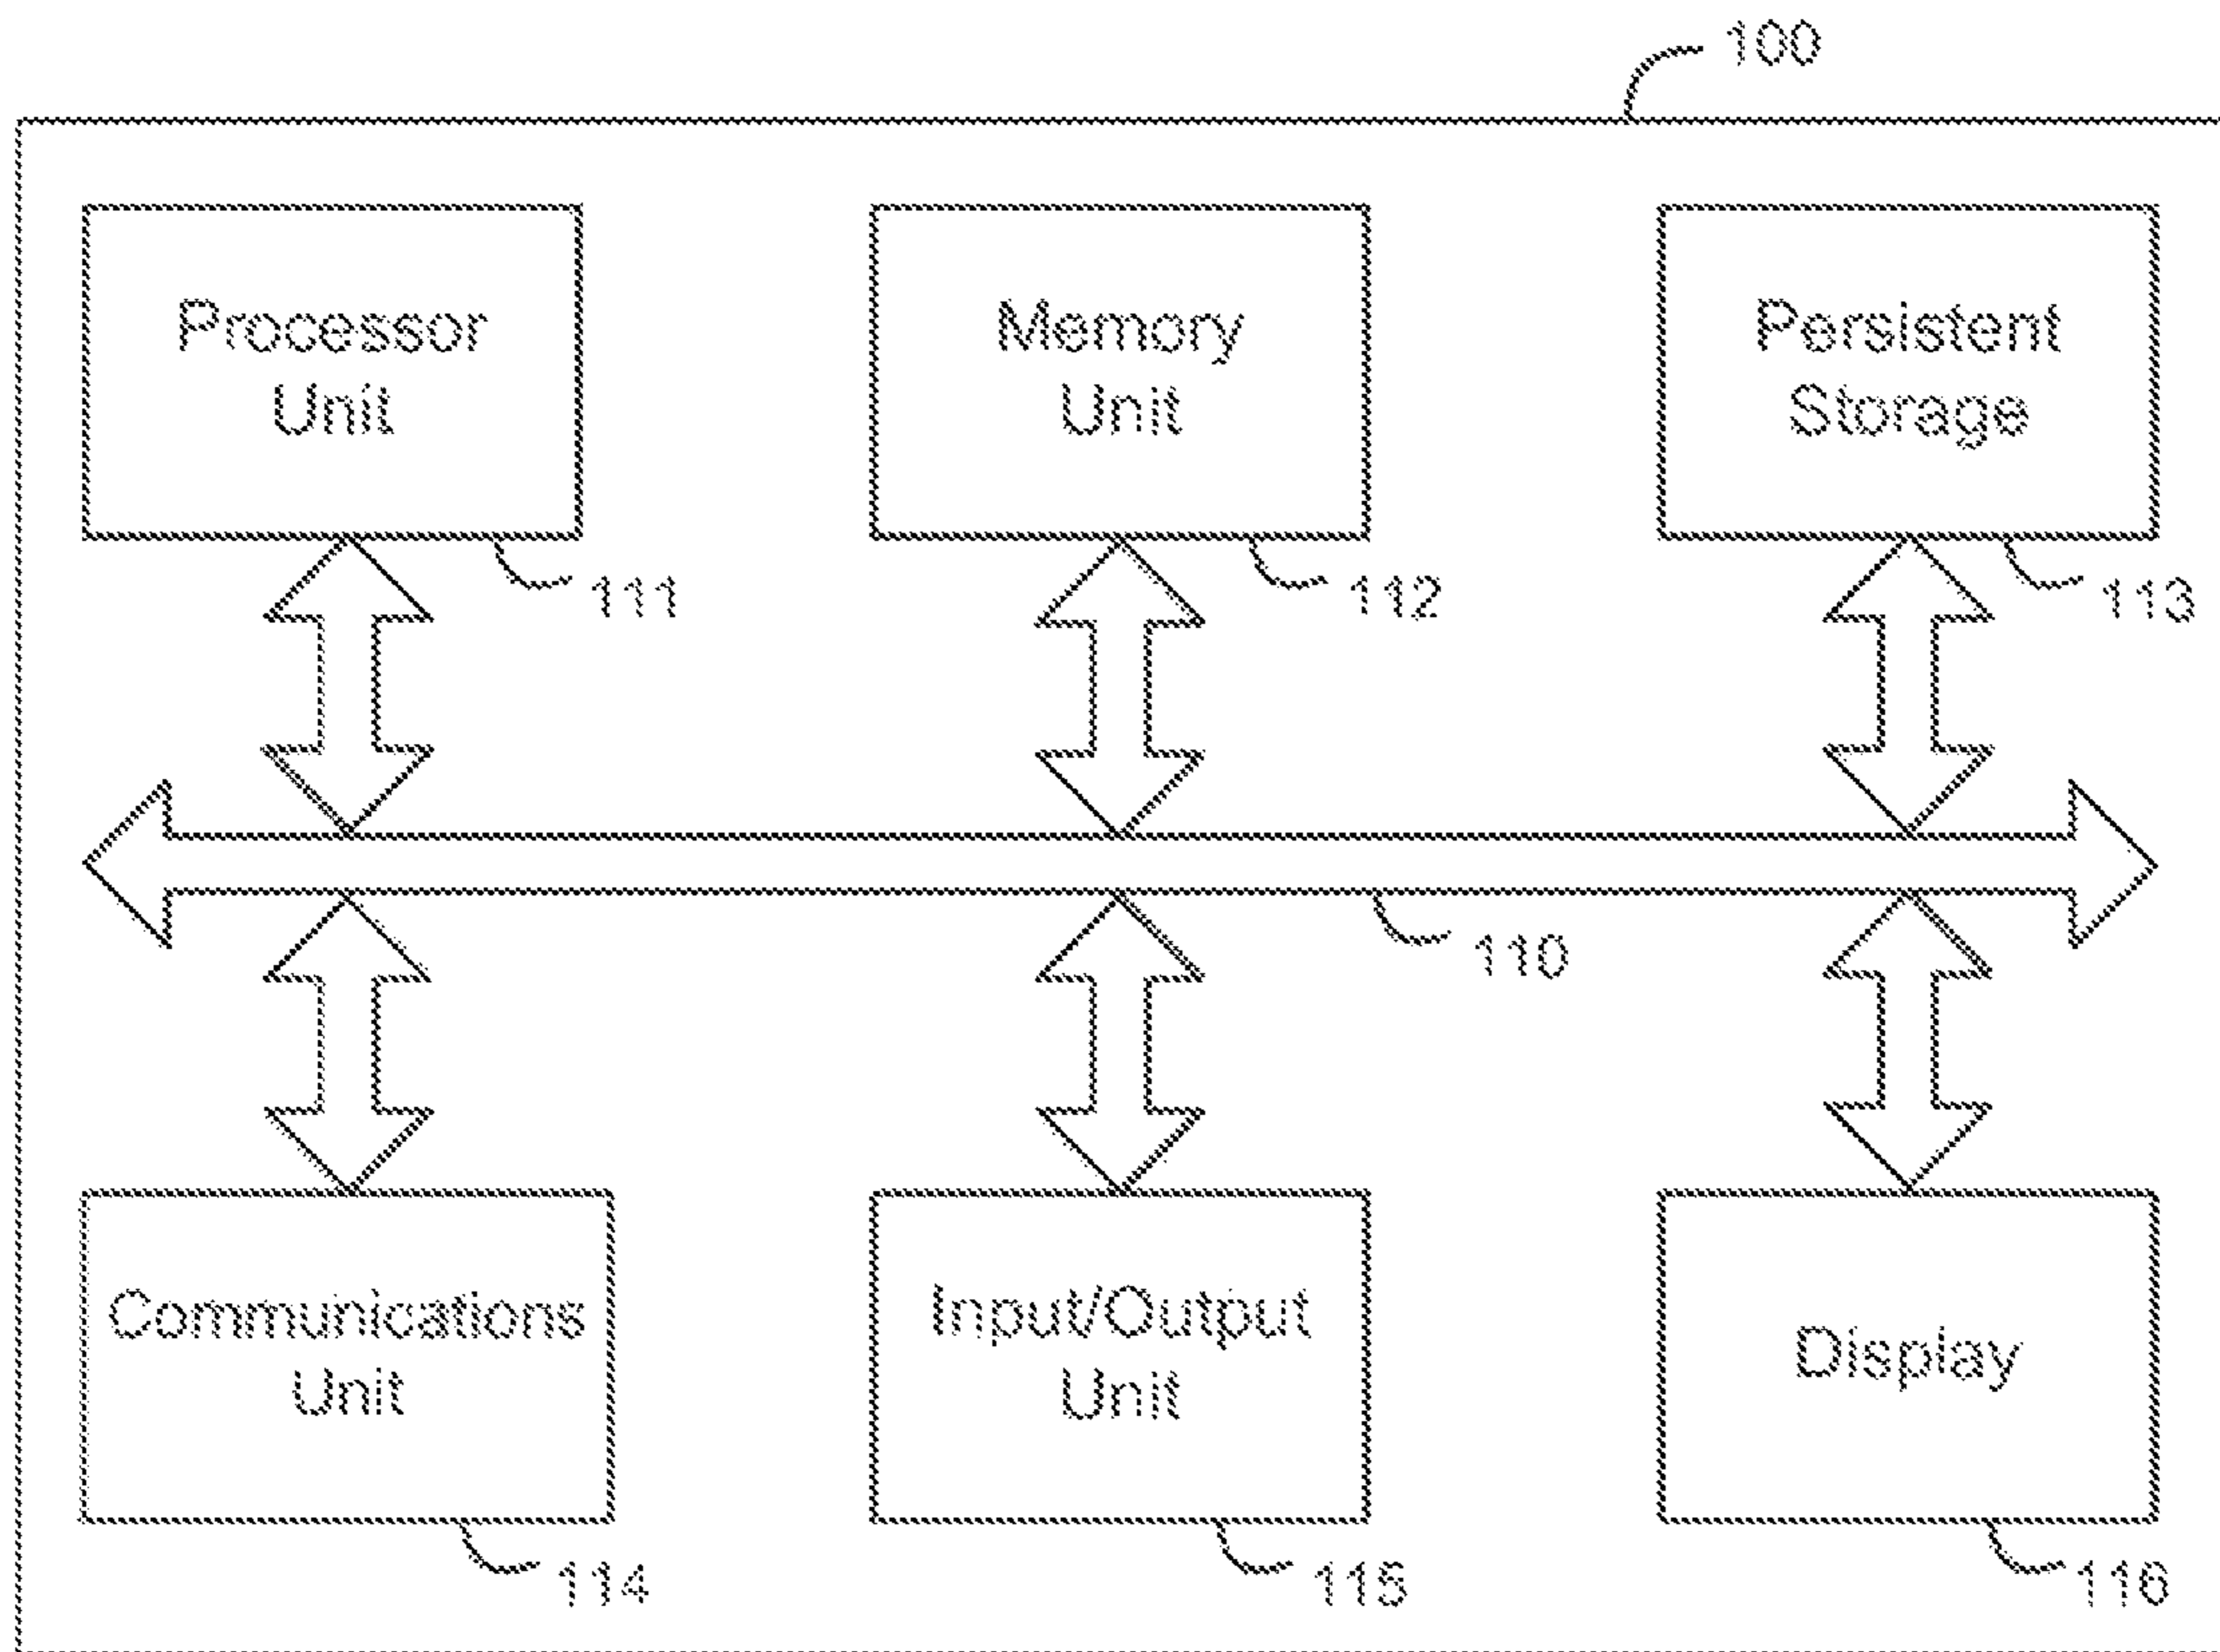 100
Processor
Unit
Memory
Unit
Persistent
Storage
111
112
113
110
Communications
Unit
Input/Output
Unit
Display
114
115
116